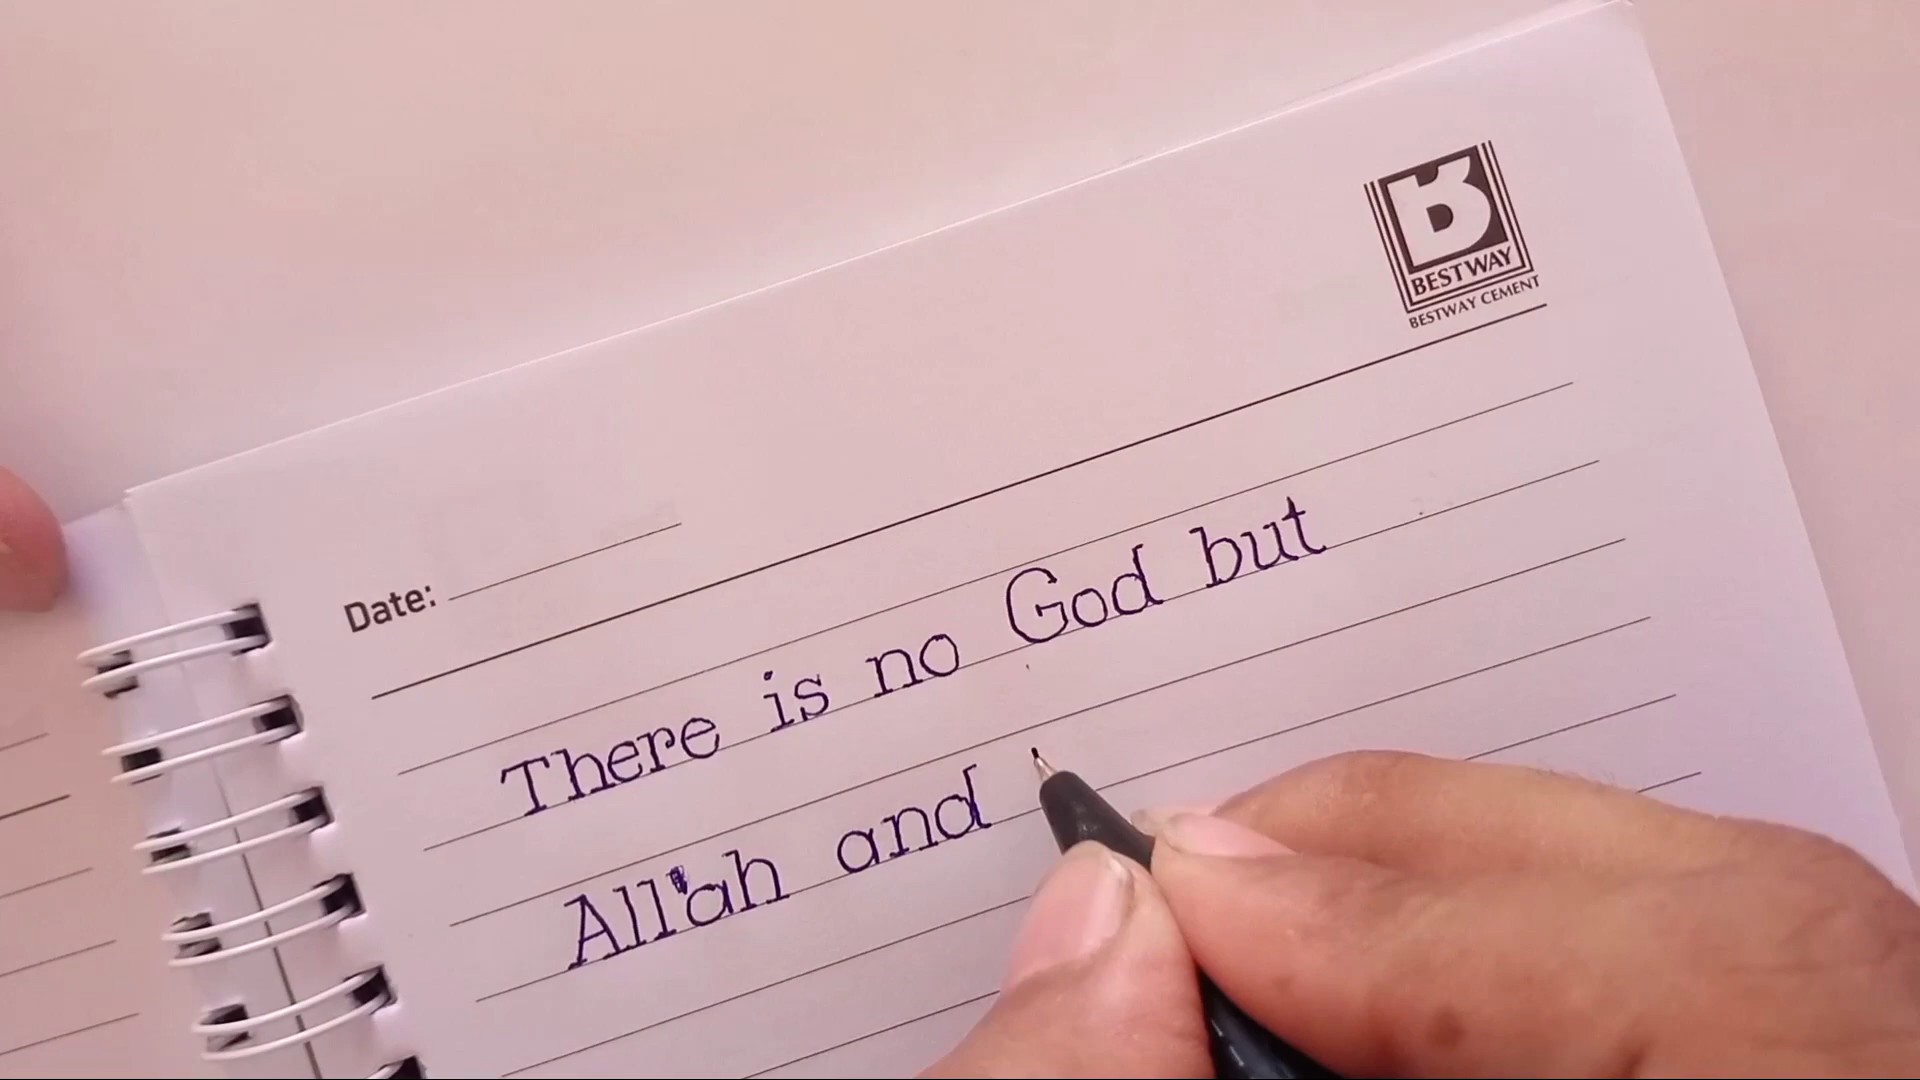 BESTWAY
BESTWAY CEMENT
Date:
There is no God but
Allah and